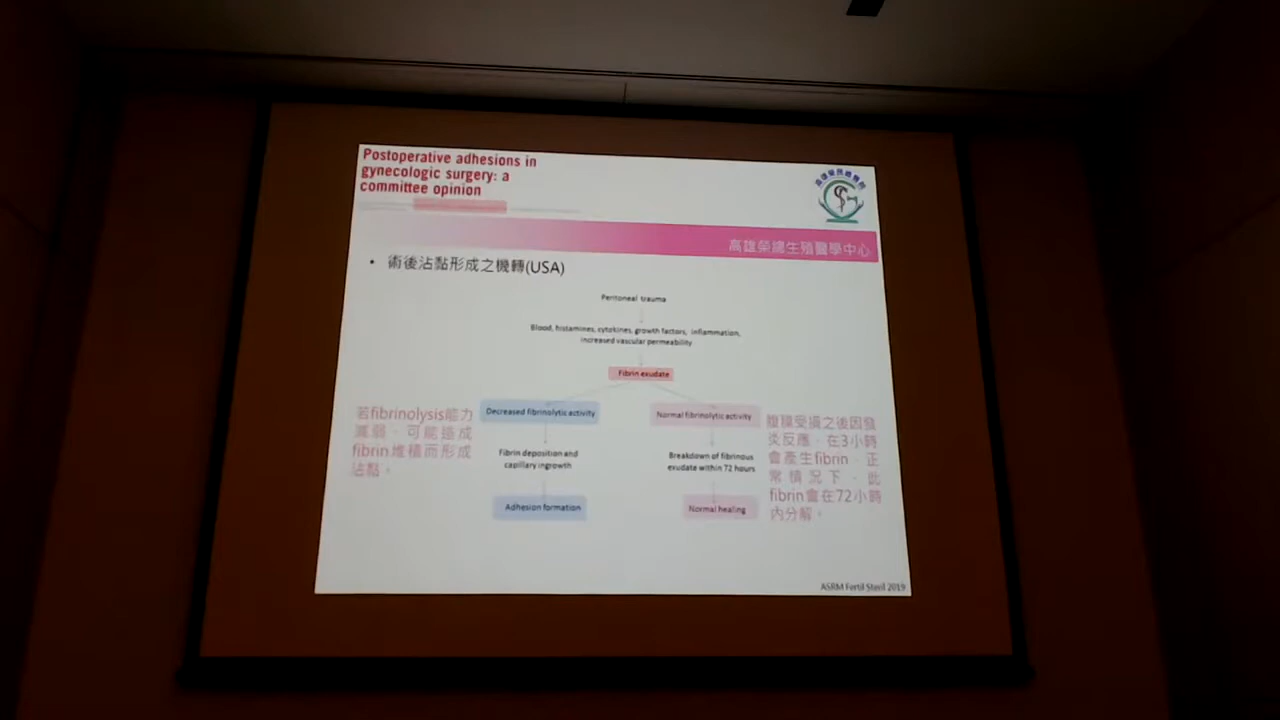 Postoperative adhesions in
gynecologic surgery: a
committee opinion
高雄榮總生殖醫學中心
• 術後沾黏形成之機轉(USA)
Peritoneal trauma
Blood, histamines, cytokines, growth factors, inflammation,
increased vascular permeability
Fibrin exudate
Decreased fibrinolytic activity
Normal fibrinolytic activity
若fibrinolysis能力
減弱，可能造成
fibrin堆積而形成
沾黏。
Fibrin deposition and
capillary ingrowth
Adhesion formation
Breakdown of fibrinous
exudate within 72 hours
Normal healing
腹膜受損之後因發
炎反應，在3小時
會產生fibrin，正
常情況下，此
fibrin會在72小時
內分解。
ASRM Fertil Steril 2019